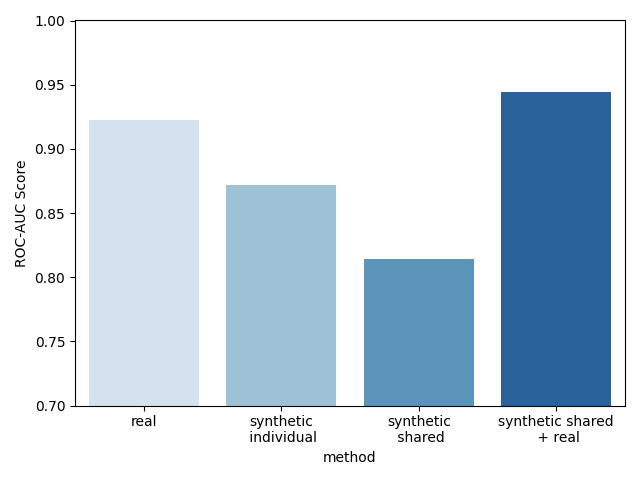 1.00
0.95
0.90
0.85
0.80
0.75
0.70
ROC-AUC Score
real
synthetic
individual
synthetic
shared
synthetic shared
+ real
method